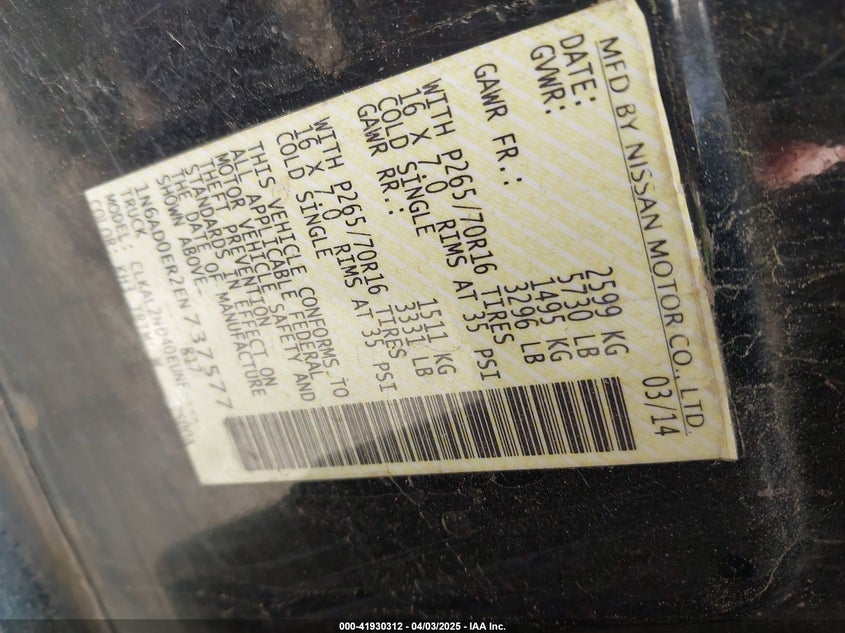 MFD BY NISSAN MOTOR CO., LTD.
DATE: 03/14
GVWR: 2599 KG
5730 LB
GAWR FR.: 1495 KG
3296 LB
WITH P265/70R16 TIRES
16 X 7.0 RIMS AT 35 PSI
COLD SINGLE
GAWR RR.: 1511 KG
3331 LB
WITH P265/70R16 TIRES
16 X 7.0 RIMS AT 35 PSI
COLD SINGLE
THIS VEHICLE CONFORMS TO
ALL APPLICABLE FEDERAL
MOTOR VEHICLE SAFETY AND
THEFT PREVENTION
STANDARDS IN EFFECT ON
THE DATE OF MANUFACTURE
SHOWN ABOVE.
1N6AD0ER2EN737577
TRUCK
MODEL:
COLOR: KH3 TRIM:
000-41930312 - 04/03/2025 - IAA Inc.